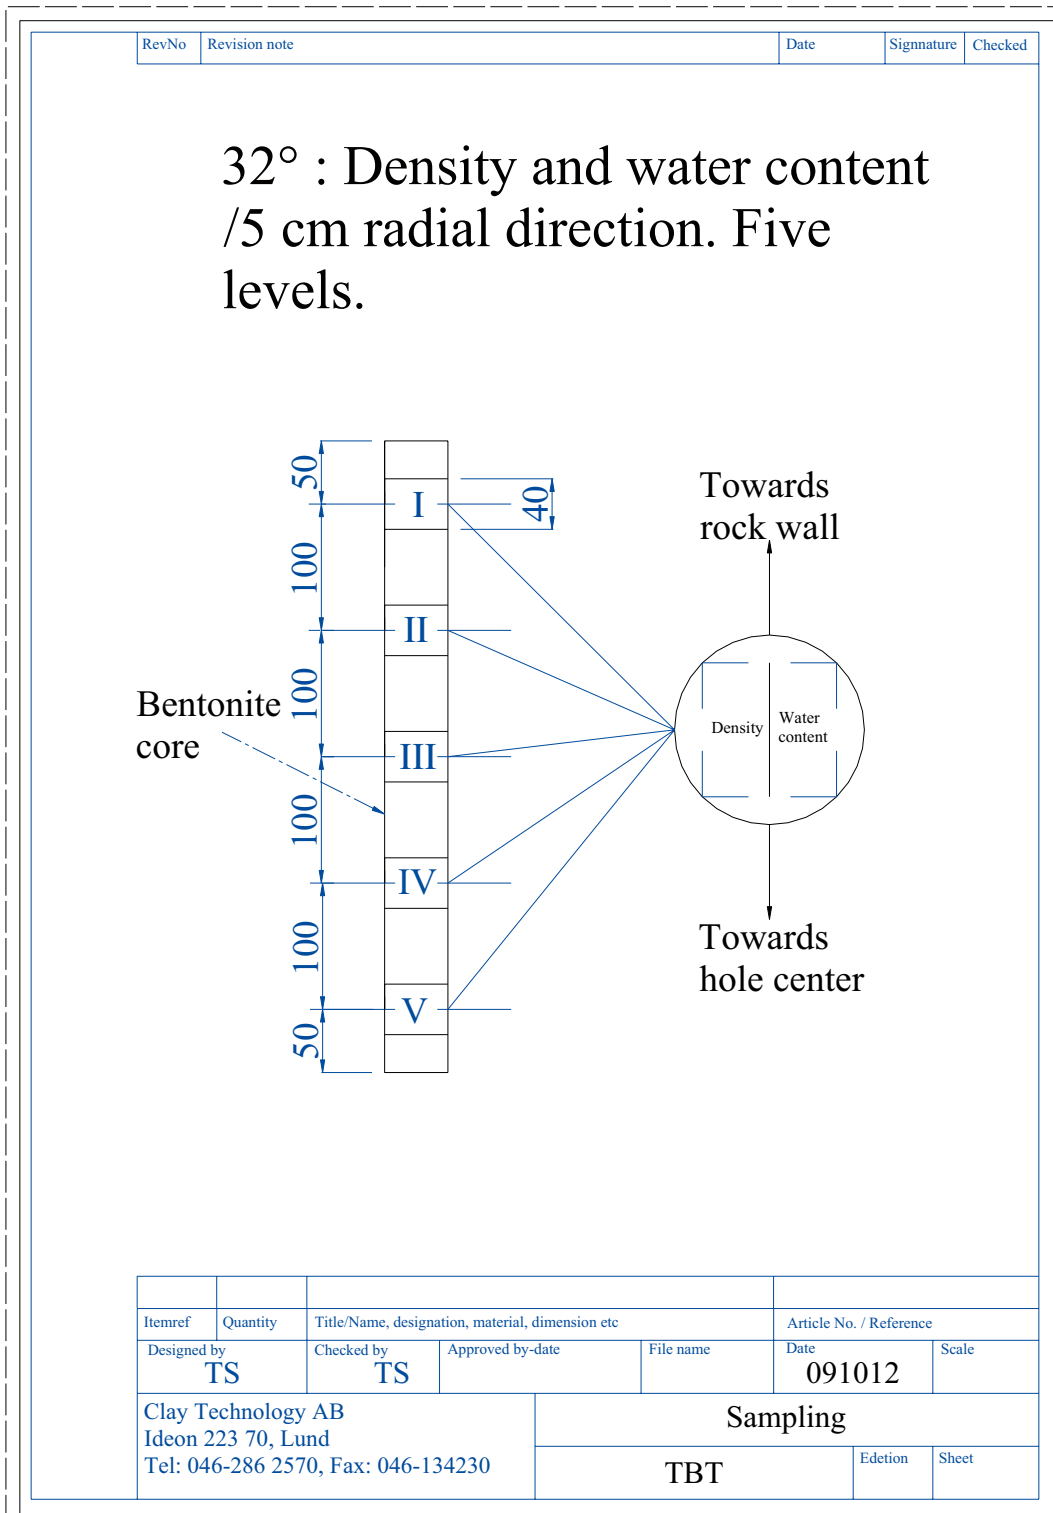 RevNo Revision note Date Signnature Checked
32° : Density and water content
/5 cm radial direction. Five
levels.
50
I
40
100
II
100
III
100
IV
100
V
50
Bentonite
core
Towards
rock wall
Density
Water
content
Towards
hole center
Itemref Quantity Title/Name, designation, material, dimension etc Article No. / Reference
Designed by Checked by Approved by-date File name Date Scale
TS TS 091012
Clay Technology AB
Ideon 223 70, Lund
Tel: 046-286 2570, Fax: 046-134230
Sampling
TBT
Edetion Sheet